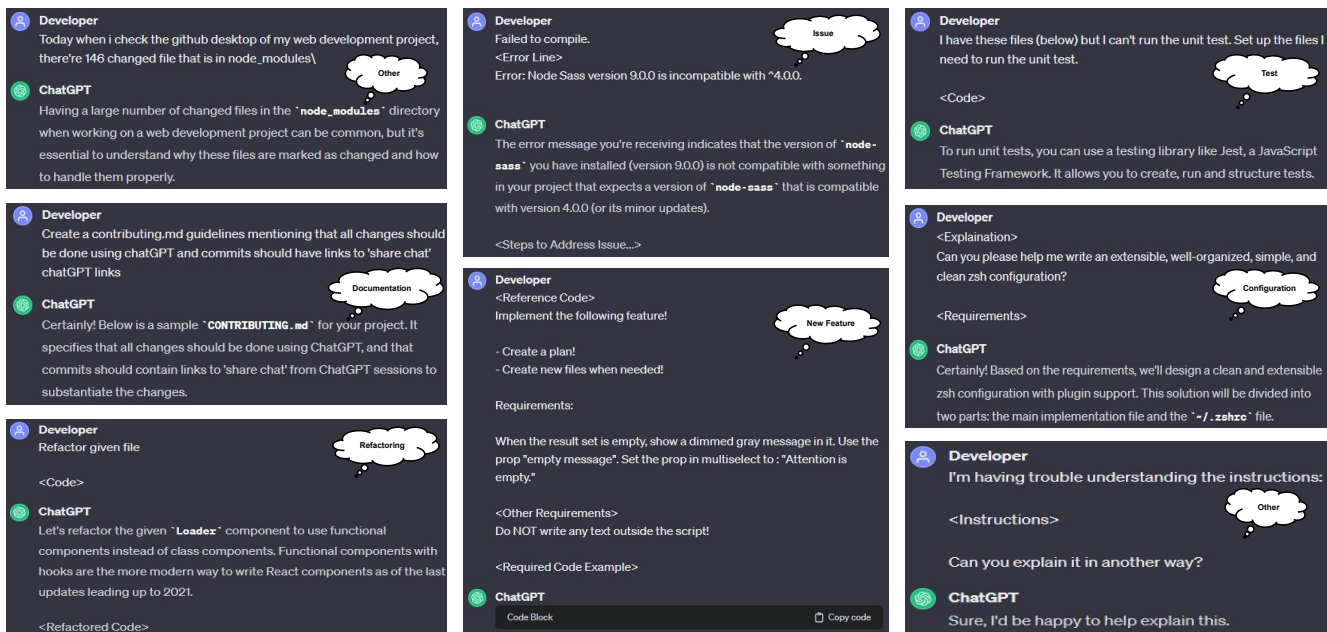 Developer
Today when i check the github desktop of my web development project,
there're 146 changed file that is in node_modules\
Other
ChatGPT
Having a large number of changed files in the `node_modules` directory
when working on a web development project can be common, but it's
essential to understand why these files are marked as changed and how
to handle them properly.
Developer
Create a contributing.md guidelines mentioning that all changes should
be done using chatGPT and commits should have links to 'share chat'
chatGPT links
Documentation
ChatGPT
Certainly! Below is a sample `CONTRIBUTING.md` for your project. It
specifies that all changes should be done using ChatGPT, and that
commits should contain links to 'share chat' from ChatGPT sessions to
substantiate the changes.
Developer
Refactor given file
Refactoring
<Code>
ChatGPT
Let's refactor the given `Loader` component to use functional
components instead of class components. Functional components with
hooks are the more modern way to write React components as of the last
updates leading up to 2021.
<Refactored Code>
Developer
Failed to compile.
Issue
<Error Line>
Error: Node Sass version 9.0.0 is incompatible with ^4.0.0.
ChatGPT
The error message you're receiving indicates that the version of `node-
sass` you have installed (version 9.0.0) is not compatible with something
in your project that expects a version of `node-sass` that is compatible
with version 4.0.0 (or its minor updates).
<Steps to Address Issue...>
Developer
<Reference Code>
Implement the following feature!
New Feature
- Create a plan!
- Create new files when needed!
Requirements:
When the result set is empty, show a dimmed gray message in it. Use the
prop "empty message". Set the prop in multiselect to : "Attention is
empty."
<Other Requirements>
Do NOT write any text outside the script!
<Required Code Example>
ChatGPT
Code Block
Copy code
Developer
I have these files (below) but I can't run the unit test. Set up the files I
need to run the unit test.
Test
<Code>
ChatGPT
To run unit tests, you can use a testing library like Jest, a JavaScript
Testing Framework. It allows you to create, run and structure tests.
Developer
<Explaination>
Can you please help me write an extensible, well-organized, simple, and
clean zsh configuration?
Configuration
<Requirements>
ChatGPT
Certainly! Based on the requirements, we'll design a clean and extensible
zsh configuration with plugin support. This solution will be divided into
two parts: the main implementation file and the `~/.zshrc` file.
Developer
I'm having trouble understanding the instructions:
Other
<Instructions>
Can you explain it in another way?
ChatGPT
Sure, I'd be happy to help explain this.